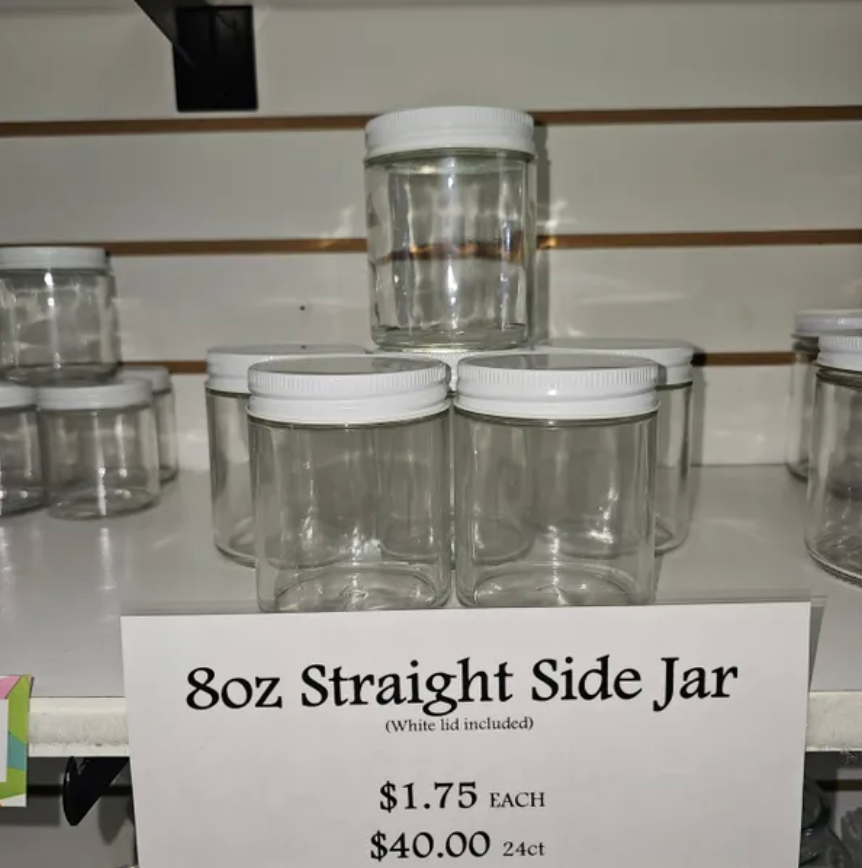 8oz Straight Side Jar
(White lid included)
$1.75 EACH
$40.00 24ct